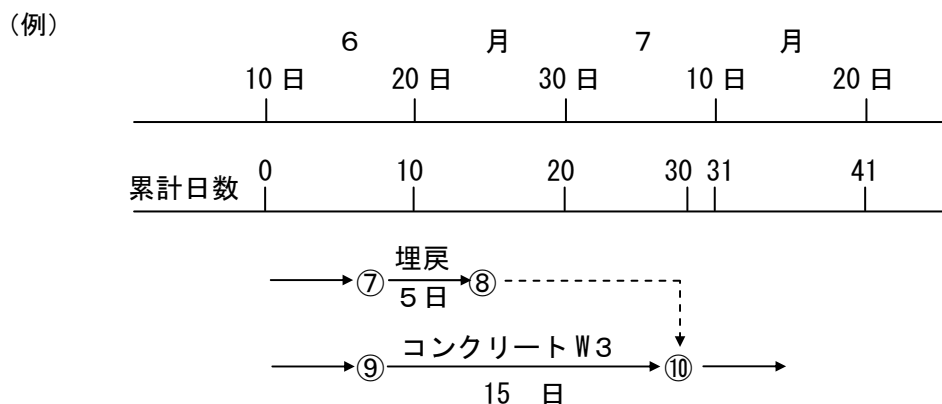 （例）
６　月　７　月
10 日　20 日　30 日　10 日　20 日
累計日数　0　10　20　30　31　41
埋戻
⑦　⑧
５日
コンクリートＷ３
⑨　⑩
15　日